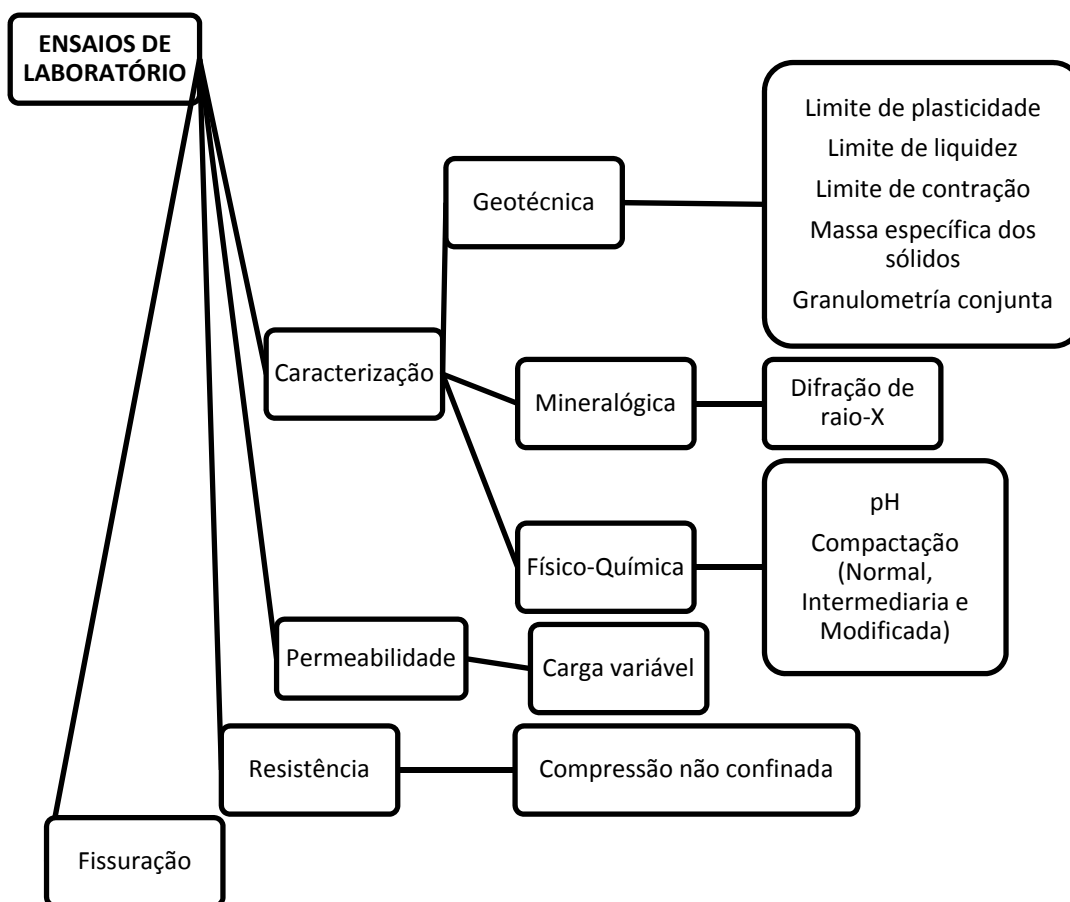 ENSAIOS DE
LABORATÓRIO
Caracterização
Geotécnica
Limite de plasticidade
Limite de liquidez
Limite de contração
Massa específica dos
sólidos
Granulometría conjunta
Mineralógica
Difração de
raio-X
Físico-Química
pH
Compactação
(Normal,
Intermediaria e
Modificada)
Permeabilidade
Carga variável
Resistência
Compressão não confinada
Fissuração